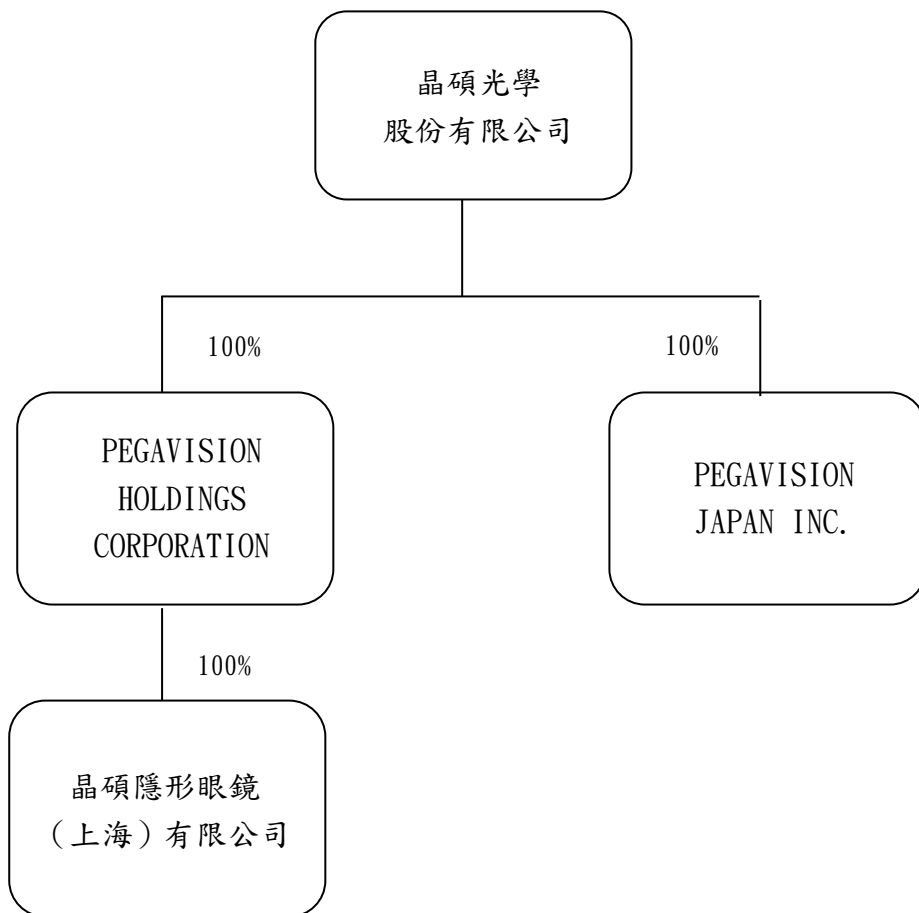 晶碩光學
股份有限公司
100%
100%
PEGAVISION
HOLDINGS
CORPORATION
PEGAVISION
JAPAN INC.
100%
晶碩隱形眼鏡
（上海）有限公司